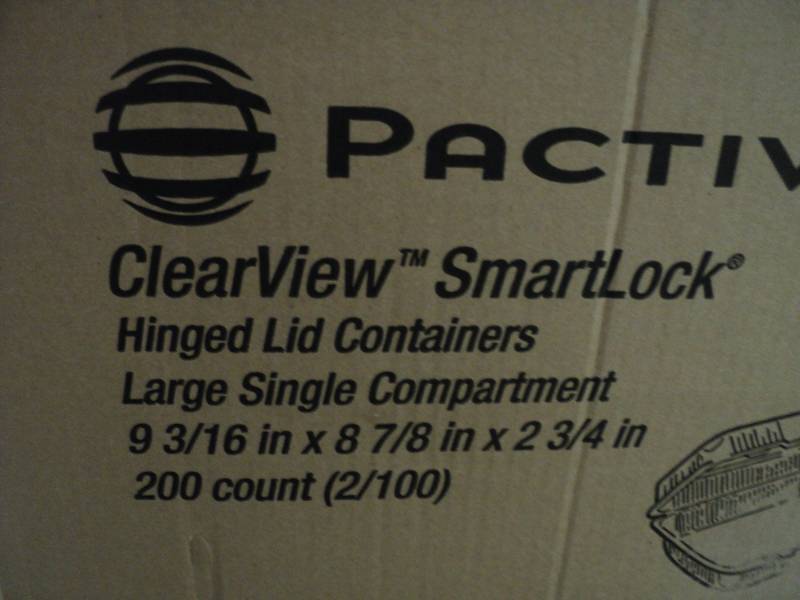 PACTIV
ClearView™ SmartLock®
Hinged Lid Containers
Large Single Compartment
9 3/16 in x 8 7/8 in x 2 3/4 in
200 count (2/100)